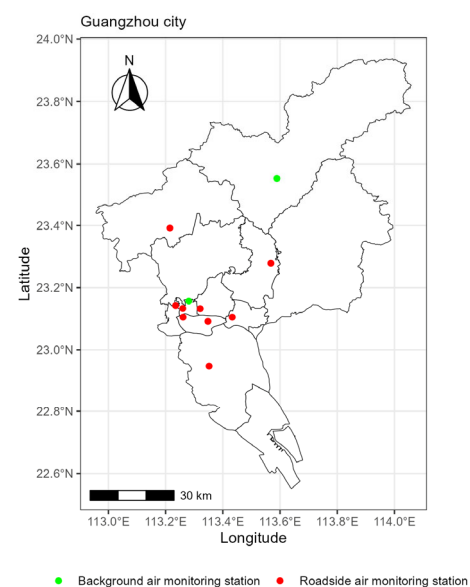 Guangzhou city
N
24.0°N
23.8°N
23.6°N
23.4°N
23.2°N
23.0°N
22.8°N
22.6°N
Latitude
30 km
113.0°E 113.2°E 113.4°E 113.6°E 113.8°E 114.0°E
Longitude
Background air monitoring station Roadside air monitoring station